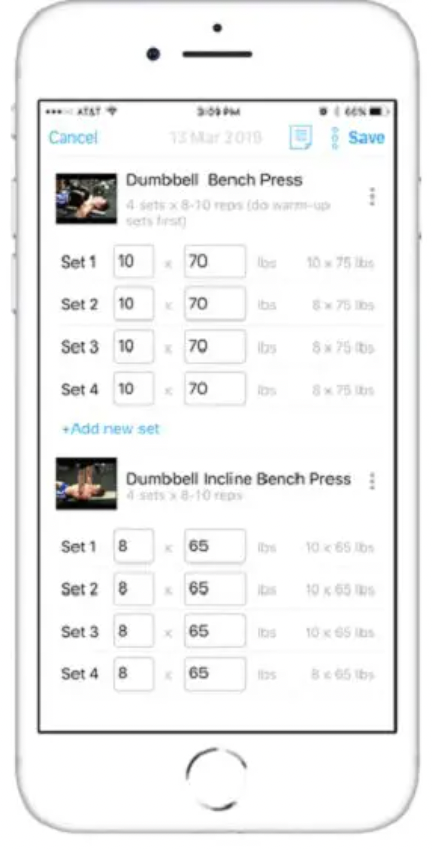 AT&T 3:09 PM 66%
Cancel 13 Mar 2019 Save
Dumbbell Bench Press
4 sets x 8-10 reps (do warm-up
sets first)
Set 1 10 x 70 lbs 10 x 75 lbs
Set 2 10 x 70 lbs 8 x 75 lbs
Set 3 10 x 70 lbs 8 x 75 lbs
Set 4 10 x 70 lbs 8 x 75 lbs
+Add new set
Dumbbell Incline Bench Press
4 sets x 8-10 reps
Set 1 8 x 65 lbs 10 x 65 lbs
Set 2 8 x 65 lbs 10 x 65 lbs
Set 3 8 x 65 lbs 10 x 65 lbs
Set 4 8 x 65 lbs 8 x 65 lbs